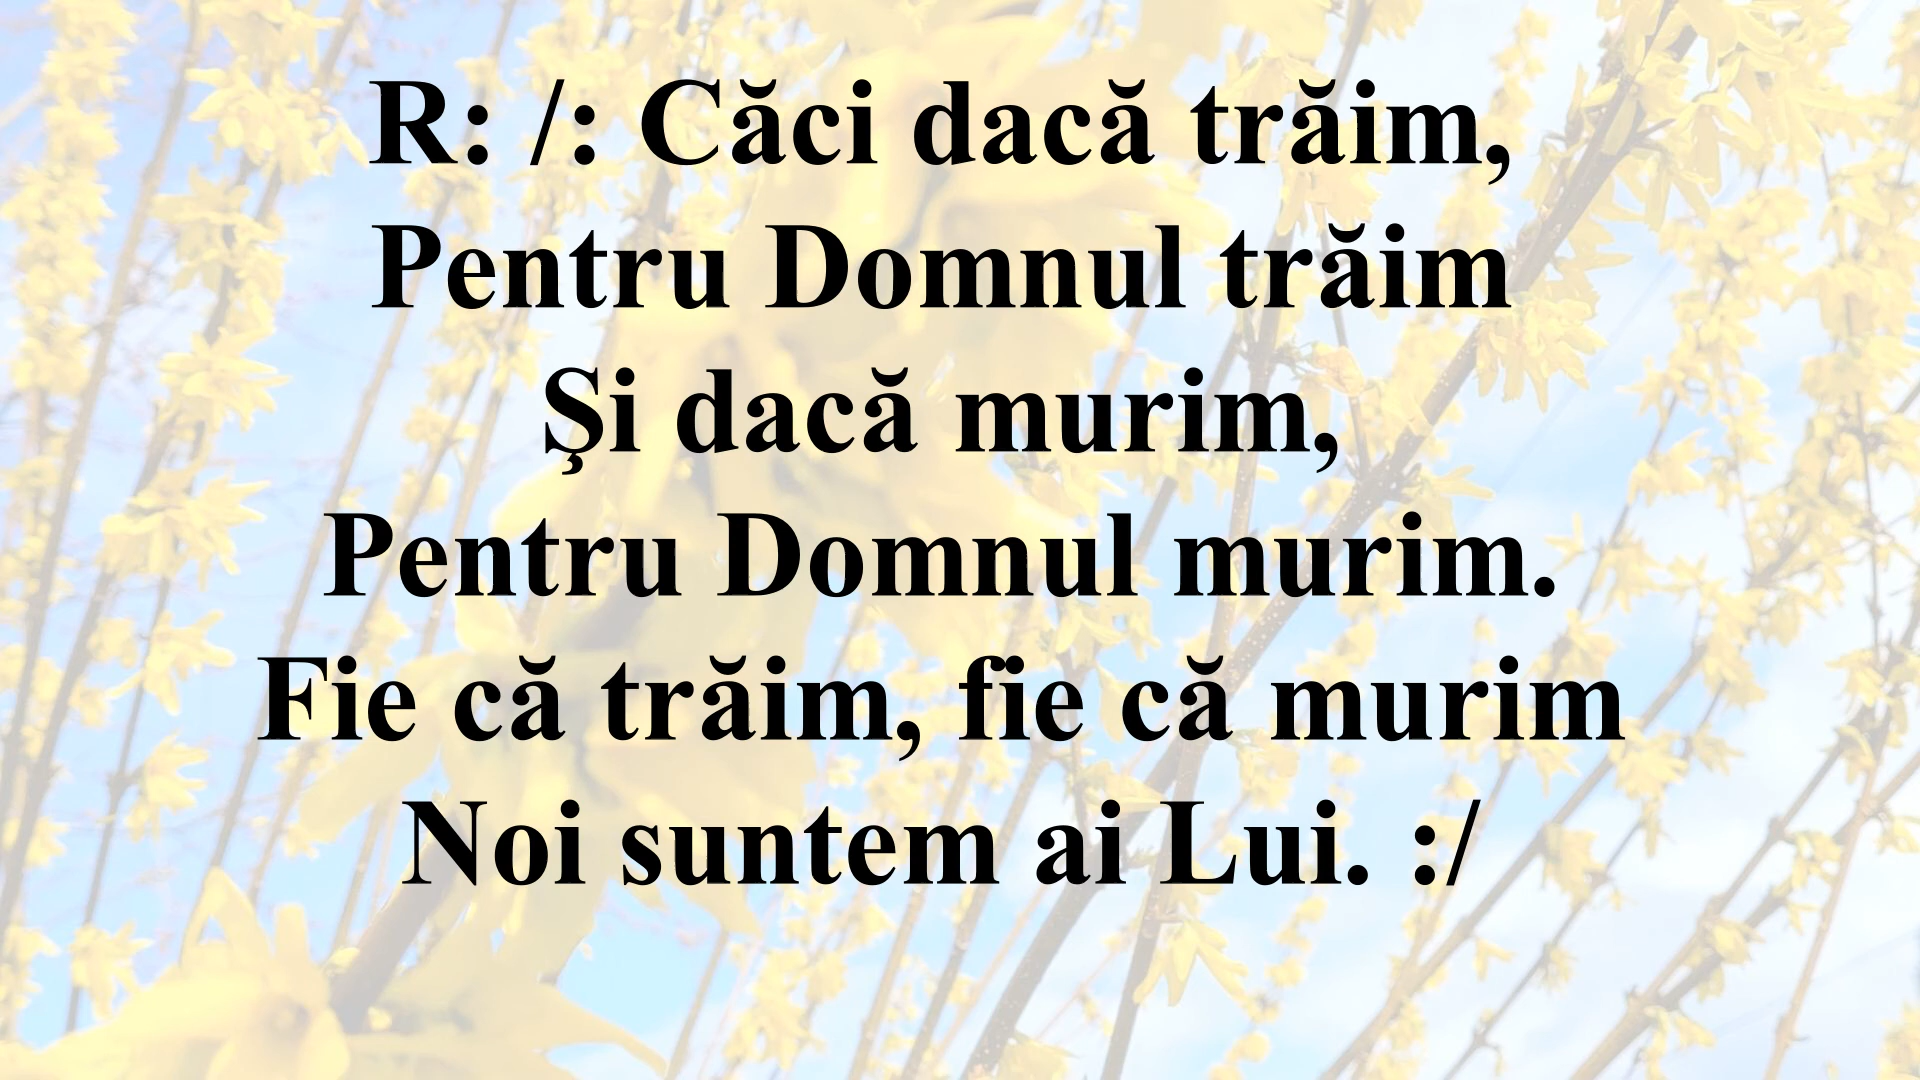 R: /: Căci dacă trăim,
Pentru Domnul trăim
Şi dacă murim,
Pentru Domnul murim.
Fie că trăim, fie că murim
Noi suntem ai Lui. :/